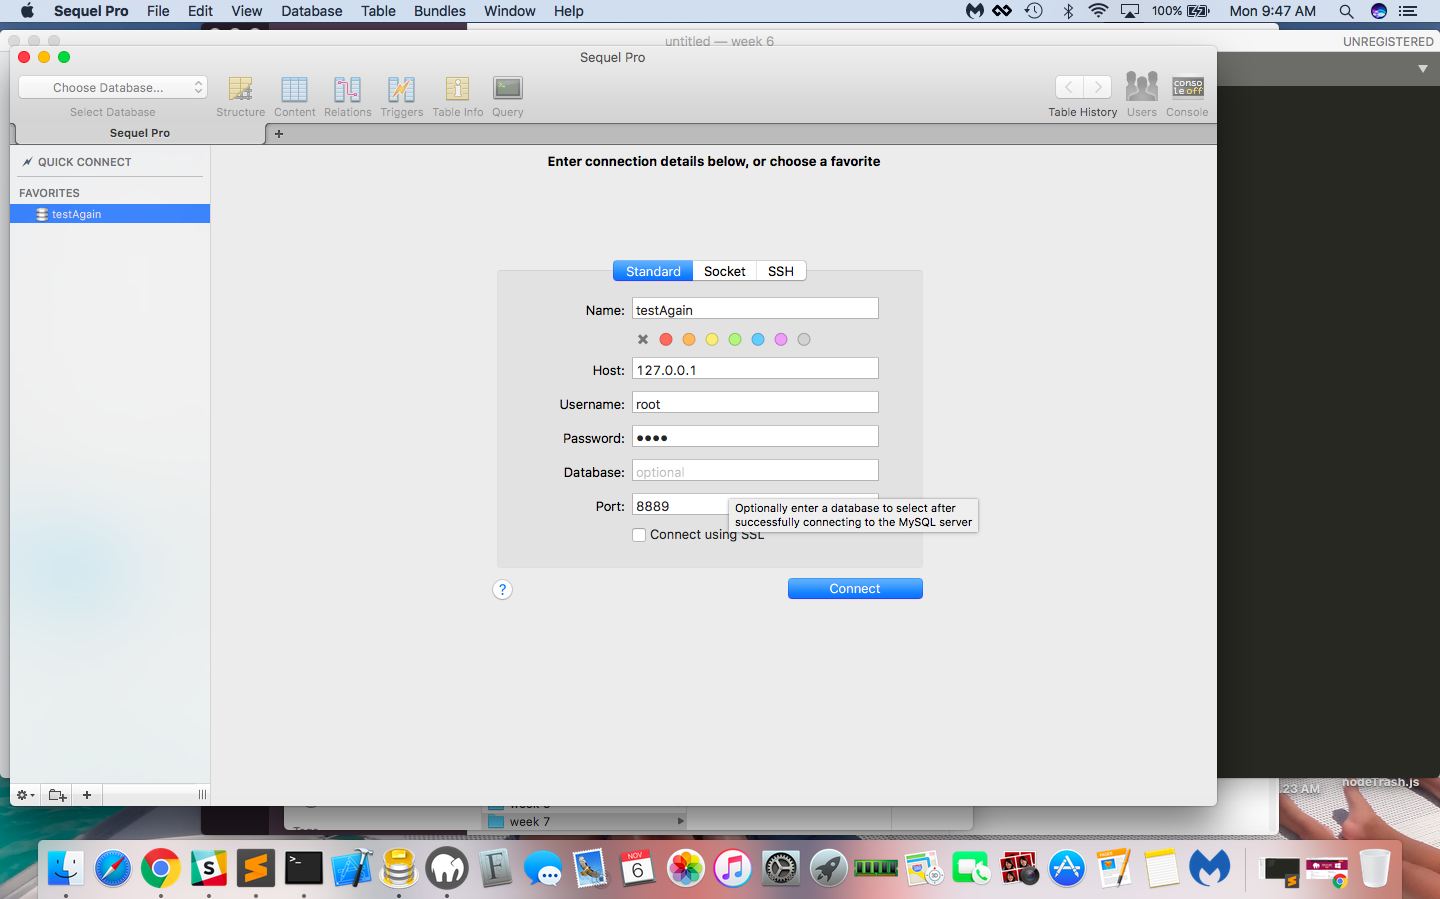 Sequel Pro File Edit View Database Table Bundles Window Help 100% Mon 9:47 AM
untitled — week 6 UNREGISTERED
Sequel Pro
Choose Database...
Select Database Structure Content Relations Triggers Table Info Query Table History Users Console
conso
le off
Sequel Pro +
QUICK CONNECT
FAVORITES
testAgain
Enter connection details below, or choose a favorite
Standard Socket SSH
Name: testAgain
Host: 127.0.0.1
Username: root
Password: ●●●●
Database: optional
Port: 8889
Optionally enter a database to select after
successfully connecting to the MySQL server
Connect using SSL
? Connect
.23 AM nodeTrash.js
week 7
NOV
6